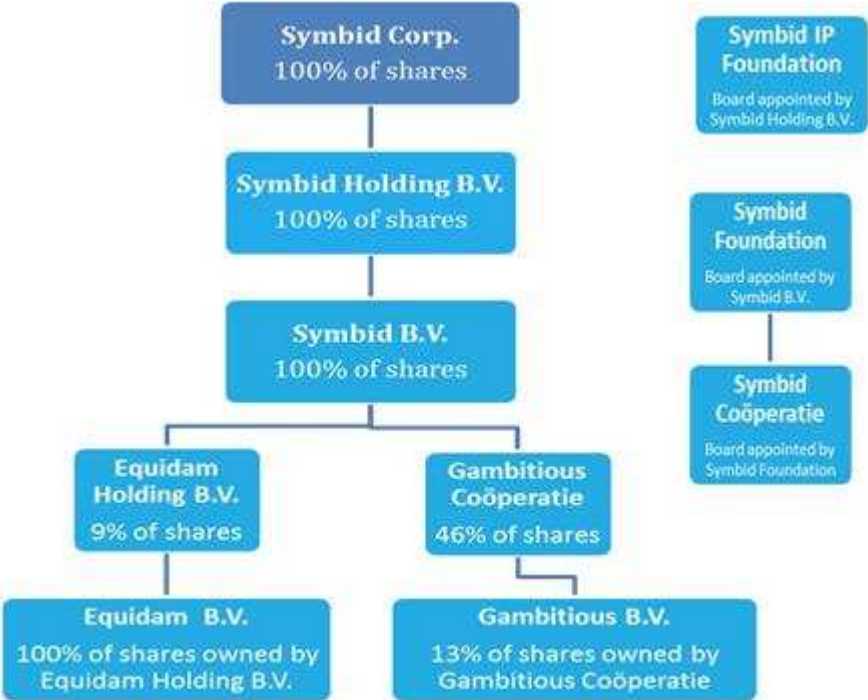 Symbid Corp.
100% of shares
Symbid Holding B.V.
100% of shares
Symbid B.V.
100% of shares
Equidam
Holding B.V.
9% of shares
Gambitious
Coöperatie
46% of shares
Equidam B.V.
100% of shares owned by
Equidam Holding B.V.
Gambitious B.V.
13% of shares owned by
Gambitious Coöperatie
Symbid IP
Foundation
Board appointed by
Symbid Holding B.V.
Symbid
Foundation
Board appointed by
Symbid B.V.
Symbid
Coöperatie
Board appointed by
Symbid Foundation